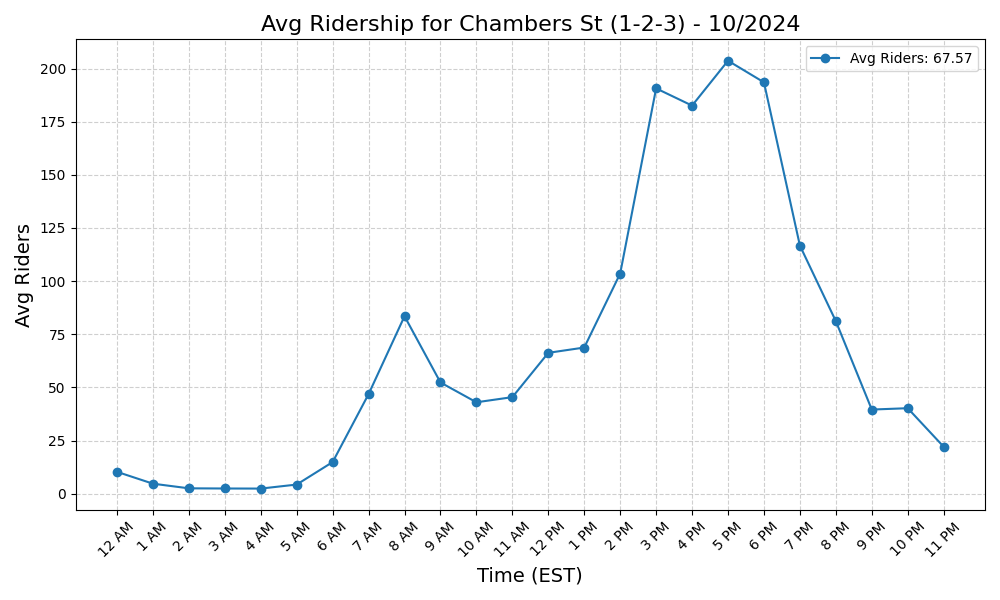 Avg Ridership for Chambers St (1-2-3) - 10/2024
Avg Riders: 67.57
Avg Riders
200
175
150
125
100
75
50
25
0
12 AM
1 AM
2 AM
3 AM
4 AM
5 AM
6 AM
7 AM
8 AM
9 AM
10 AM
11 AM
12 PM
1 PM
2 PM
3 PM
4 PM
5 PM
6 PM
7 PM
8 PM
9 PM
10 PM
11 PM
Time (EST)